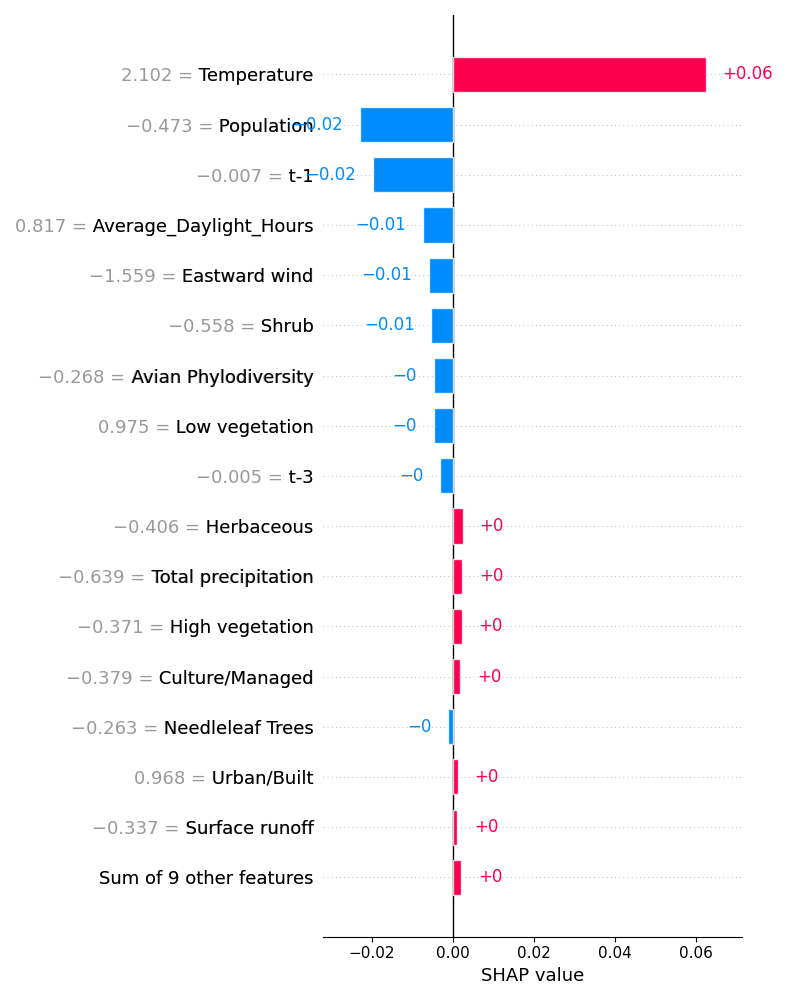 2.102 = Temperature +0.06
−0.473 = Population −0.02
−0.007 = t-1 −0.02
0.817 = Average_Daylight_Hours −0.01
−1.559 = Eastward wind −0.01
−0.558 = Shrub −0.01
−0.268 = Avian Phylodiversity −0
0.975 = Low vegetation −0
−0.005 = t-3 −0
−0.406 = Herbaceous +0
−0.639 = Total precipitation +0
−0.371 = High vegetation +0
−0.379 = Culture/Managed +0
−0.263 = Needleleaf Trees −0
0.968 = Urban/Built +0
−0.337 = Surface runoff +0
Sum of 9 other features +0
−0.02 0.00 0.02 0.04 0.06
SHAP value